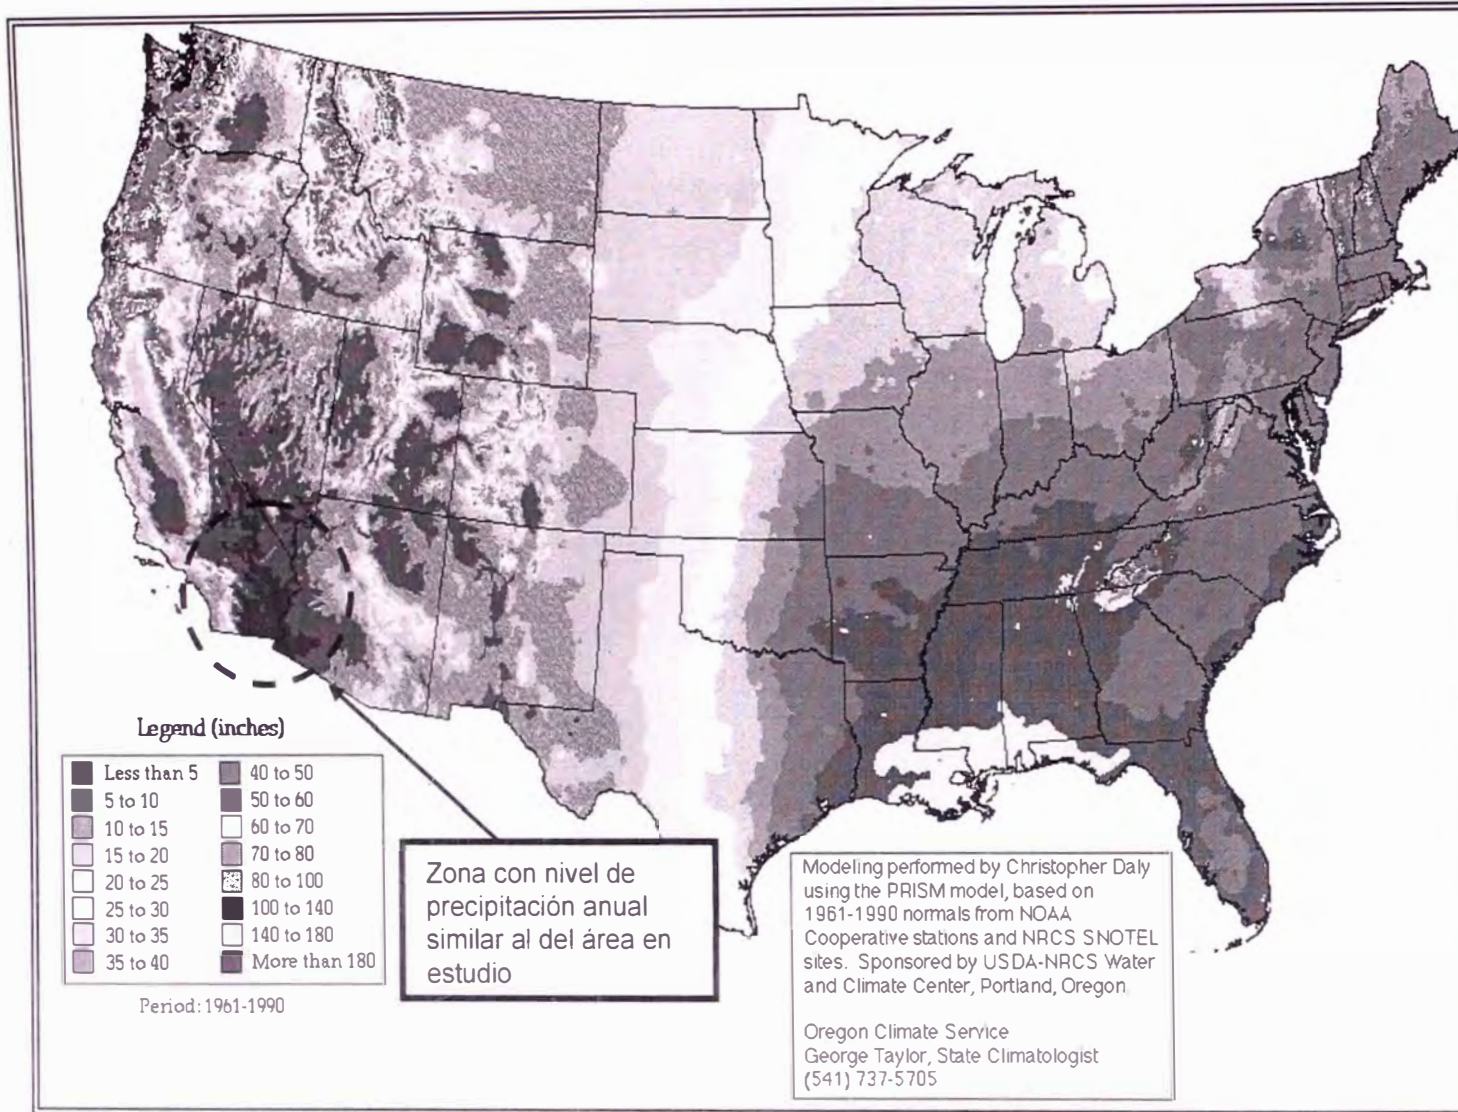 Legend (inches)
Less than 5
5 to 10
10 to 15
15 to 20
20 to 25
25 to 30
30 to 35
35 to 40
40 to 50
50 to 60
60 to 70
70 to 80
80 to 100
100 to 140
140 to 180
More than 180
Period: 1961-1990
Zona con nivel de
precipitación anual
similar al del área en
estudio
Modeling performed by Christopher Daly
using the PRISM model, based on
1961-1990 normals from NOAA
Cooperative stations and NRCS SNOTEL
sites. Sponsored by USDA-NRCS Water
and Climate Center, Portland, Oregon
Oregon Climate Service
George Taylor, State Climatologist
(541) 737-5705